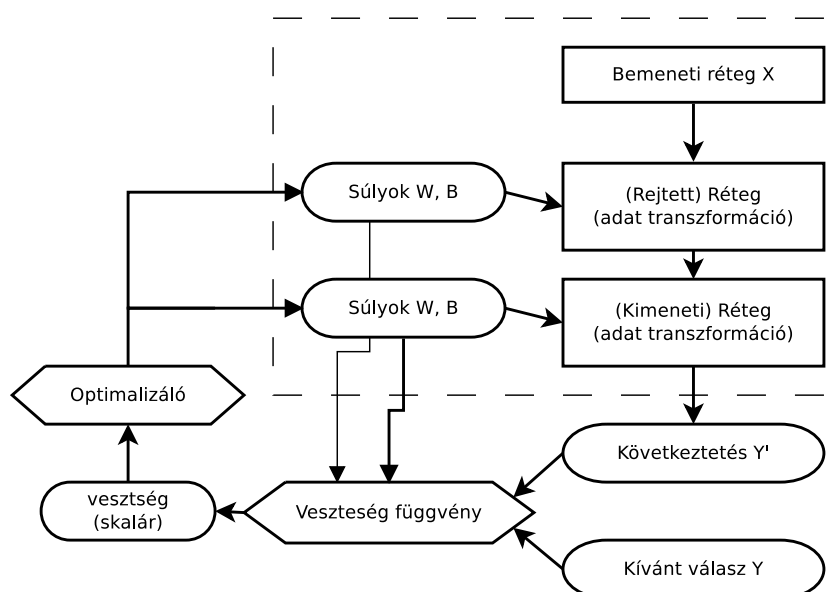 Bemeneti réteg X
Súlyok W, B
(Rejtett) Réteg
(adat transzformáció)
Súlyok W, B
(Kimeneti) Réteg
(adat transzformáció)
Optimalizáló
Következtetés Y'
vesztség
(skalár)
Veszteség függvény
Kívánt válasz Y